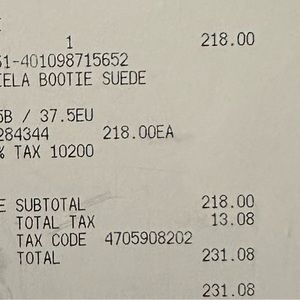 1 218.00
51-401098715652
ELA BOOTIE SUEDE
5B / 37.5EU
284344 218.00EA
% TAX 10200
E SUBTOTAL 218.00
TOTAL TAX 13.08
TAX CODE 4705908202
TOTAL 231.08
231.08